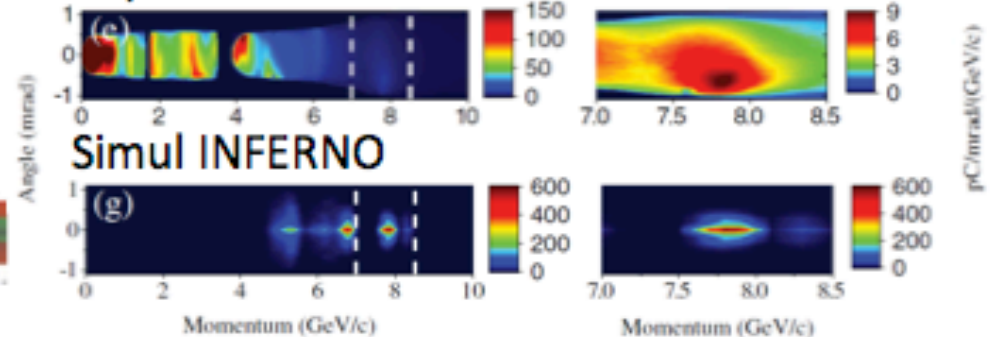 (e)
150
100
50
0
9
6
3
0
1
0
-1
0 2 4 6 8 10
7.0 7.5 8.0 8.5
Angle (mrad)
pC/mrad/(GeV/c)
Simul INFERNO
(g)
600
400
200
0
600
400
200
0
1
0
-1
0 2 4 6 8 10
7.0 7.5 8.0 8.5
Momentum (GeV/c)
Momentum (GeV/c)